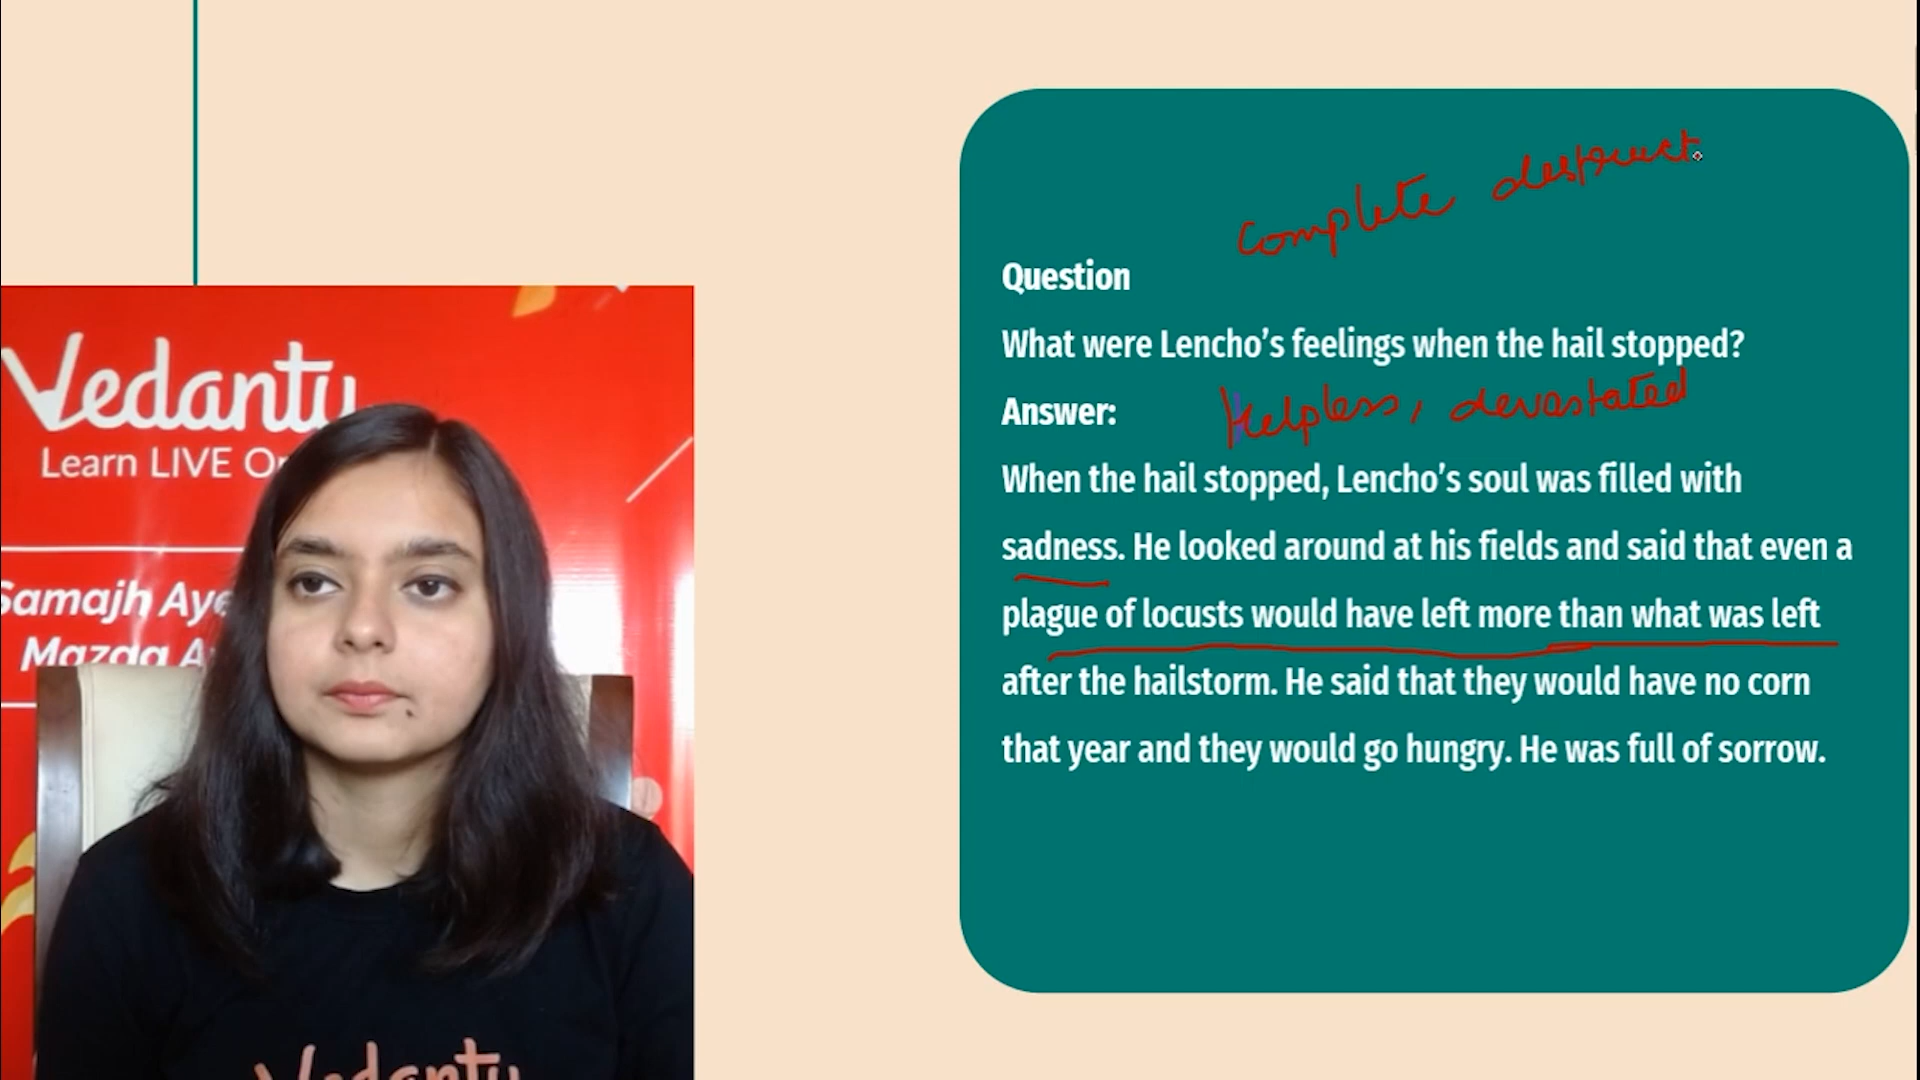 Vedantu
Learn LIVE On
Samajh Aye
Mazaa A
Vedantu
Complete destruct
Question
What were Lencho’s feelings when the hail stopped?
Answer:
Helpless, devastated
When the hail stopped, Lencho’s soul was filled with
sadness. He looked around at his fields and said that even a
plague of locusts would have left more than what was left
after the hailstorm. He said that they would have no corn
that year and they would go hungry. He was full of sorrow.